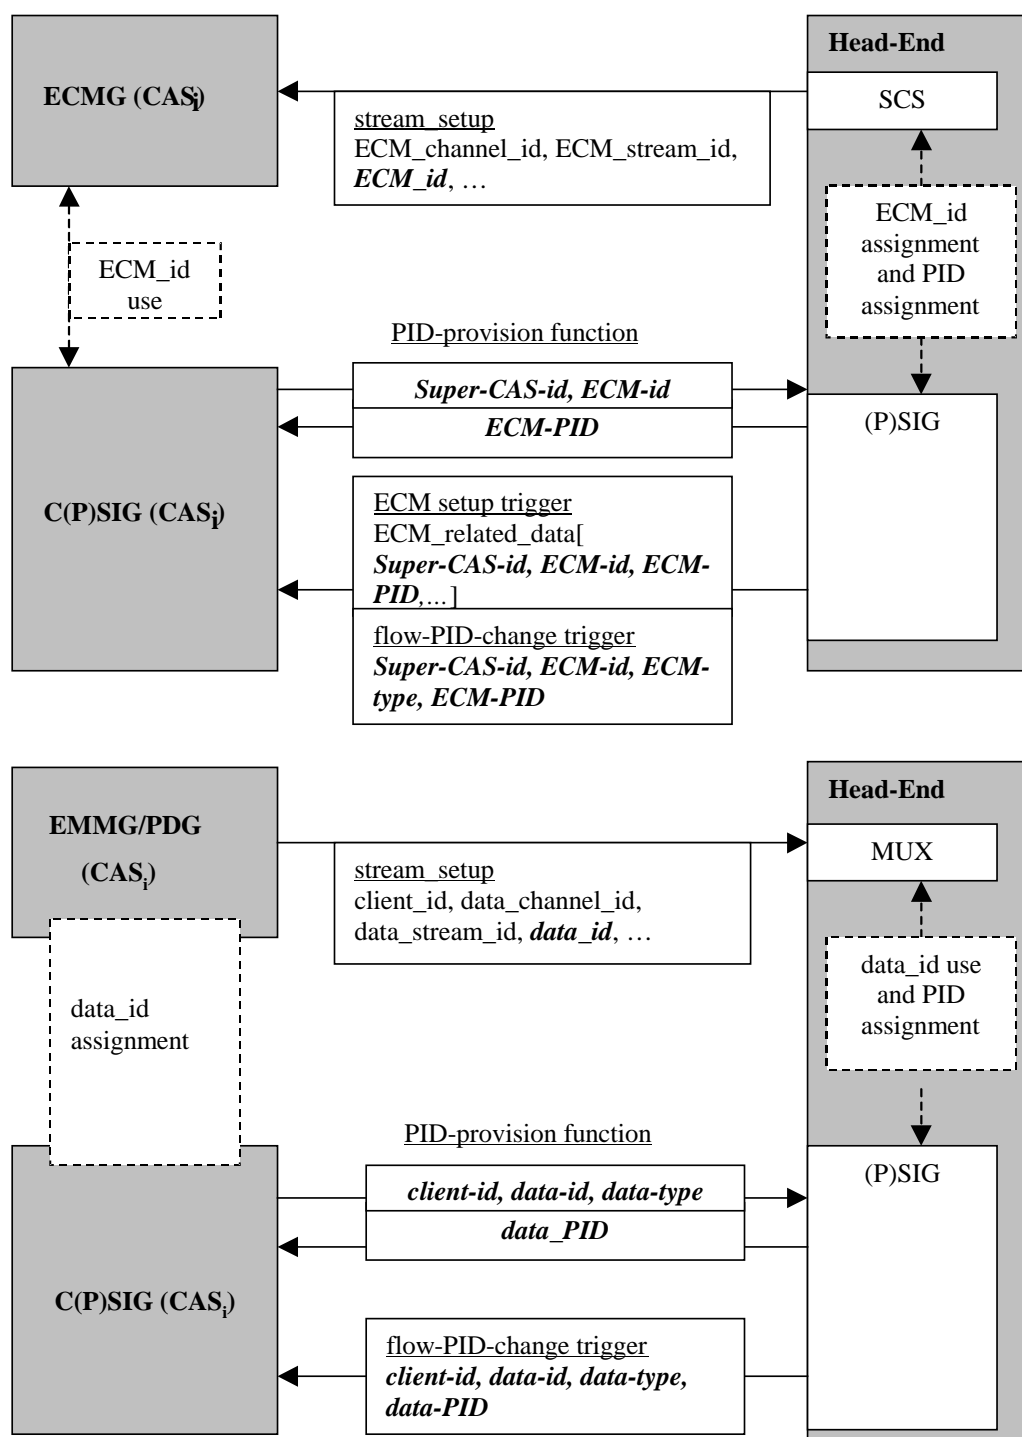 Head-End
ECMG (CASi)
SCS
stream_setup
ECM_channel_id, ECM_stream_id,
ECM_id, …
ECM_id
assignment
and PID
assignment
ECM_id
use
PID-provision function
Super-CAS-id, ECM-id
ECM-PID
(P)SIG
C(P)SIG (CASi)
ECM setup trigger
ECM_related_data[
Super-CAS-id, ECM-id, ECM-
PID,…]
flow-PID-change trigger
Super-CAS-id, ECM-id, ECM-
type, ECM-PID
Head-End
EMMG/PDG
(CASi)
MUX
stream_setup
client_id, data_channel_id,
data_stream_id, data_id, …
data_id use
and PID
assignment
data_id
assignment
PID-provision function
client-id, data-id, data-type
data_PID
(P)SIG
C(P)SIG (CASi)
flow-PID-change trigger
client-id, data-id, data-type,
data-PID